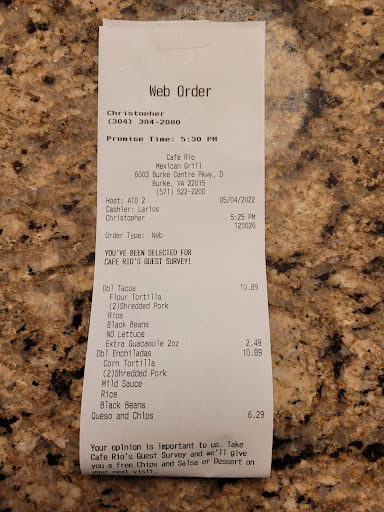 Web Order
Christopher
(304) 384-2080
Promise Time: 5:30 PM
Cafe Rio
Mexican Grill
6003 Burke Centre Pkwy, D
Burke, VA 22015
(571) 522-2200
Host: ATO 2 05/04/2022
Cashier: Larlos
Christopher 5:25 PM
120026
Order Type: Web
YOU'VE BEEN SELECTED FOR
CAFE RIO'S GUEST SURVEY!
Dbl Tacos 10.89
Flour Tortilla
(2)Shredded Pork
Rice
Black Beans
NO Lettuce
Extra Guacamole 2oz 2.49
Dbl Enchiladas 10.89
Corn Tortilla
(2)Shredded Pork
Mild Sauce
Rice
Black Beans
Queso and Chips 6.29
Your opinion is important to us. Take
Cafe Rio's Guest Survey and we'll give
you a free Chips and Salsa or Dessert on
your next visit.